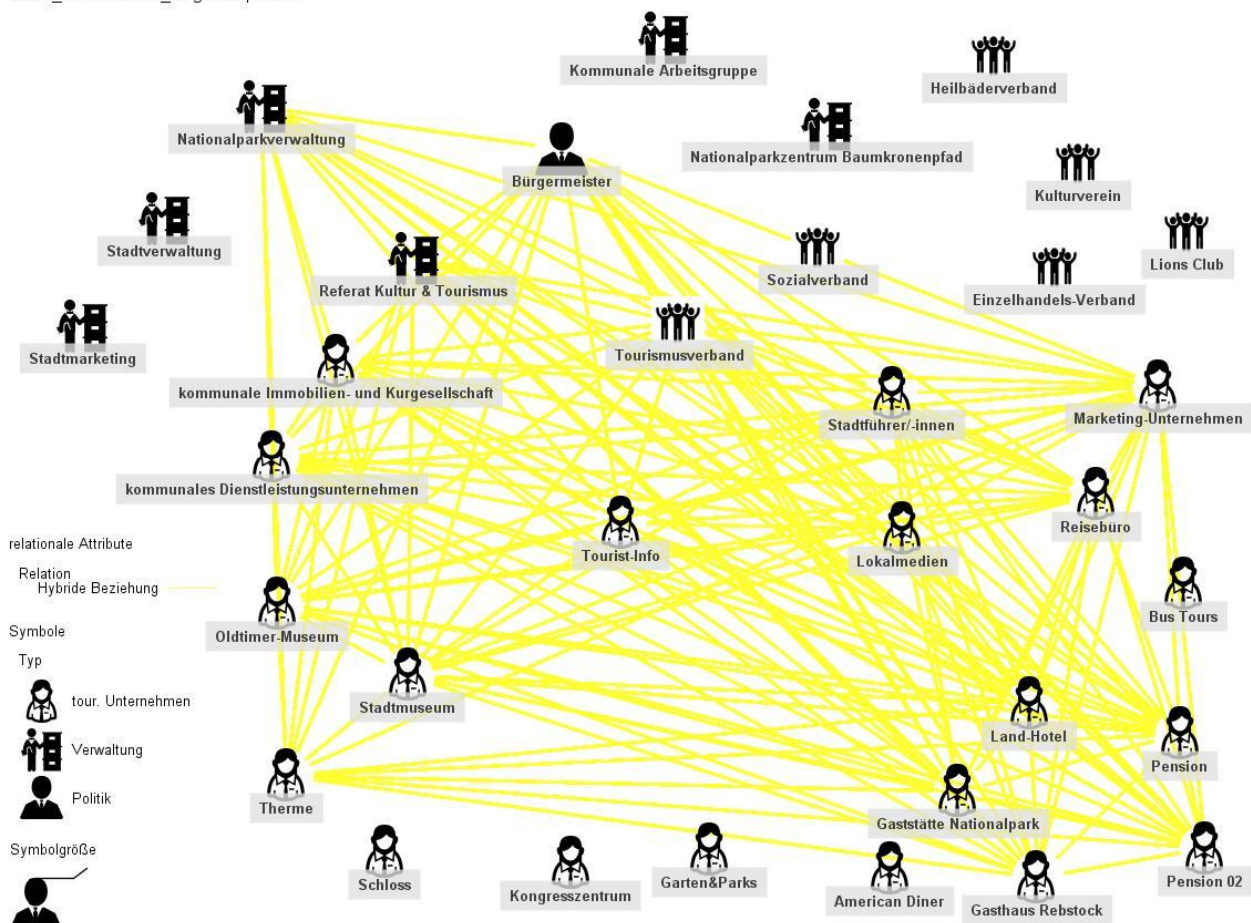 Kommunale Arbeitsgruppe
Heilbäderverband
Nationalparkverwaltung
Nationalparkzentrum Baumkronenpfad
Bürgermeister
Kulturverein
Stadtverwaltung
Lions Club
Sozialverband
Referat Kultur & Tourismus
Einzelhandels-Verband
Stadtmarketing
Tourismusverband
kommunale Immobilien- und Kurgesellschaft
Stadtführer/-innen
Marketing-Unternehmen
kommunales Dienstleistungsunternehmen
Reisebüro
Tourist-Info
Lokalmedien
relationale Attribute
Relation
Hybride Beziehung
Bus Tours
Symbole
Oldtimer-Museum
Typ
tour. Unternehmen
Stadtmuseum
Land-Hotel
Verwaltung
Pension
Politik
Therme
Gaststätte Nationalpark
Symbolgröße
Schloss
Kongresszentrum
Garten&Parks
American Diner
Gasthaus Rebstock
Pension 02